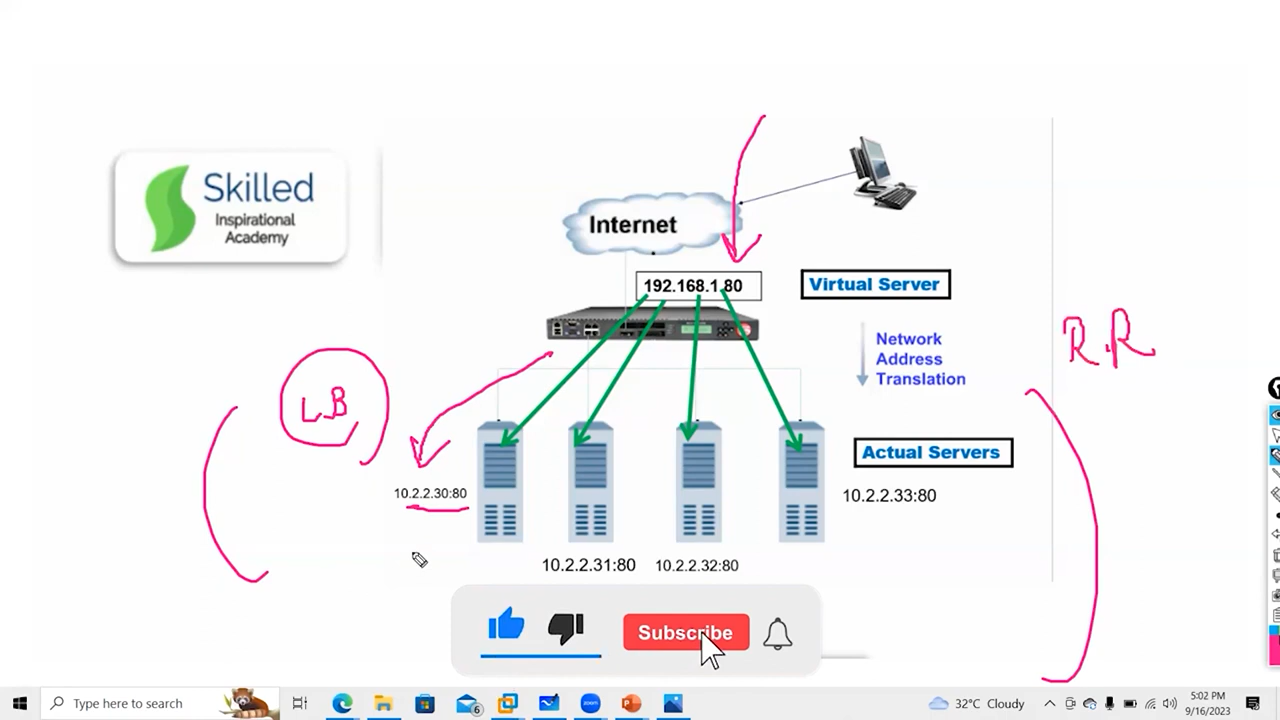 Skilled
Inspirational
Academy
Internet
192.168.1.80
Virtual Server
Network
Address
Translation
R.R
L.B
Actual Servers
10.2.2.30:80
10.2.2.33:80
10.2.2.31:80
10.2.2.32:80
Subscribe
Type here to search
6
zoom
32°C Cloudy
5:02 PM
9/16/2023